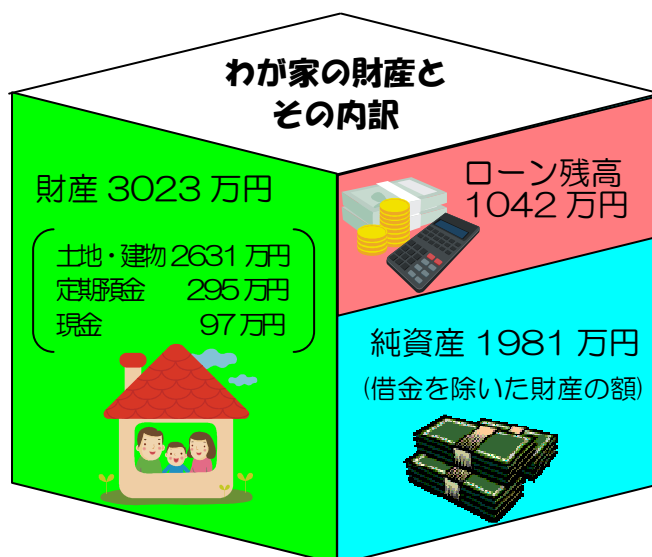 わが家の財産と
その内訳
財産 3023 万円
土地・建物 2631 万円
定期預金 295 万円
現金 97 万円
ローン残高
1042 万円
純資産 1981 万円
(借金を除いた財産の額)